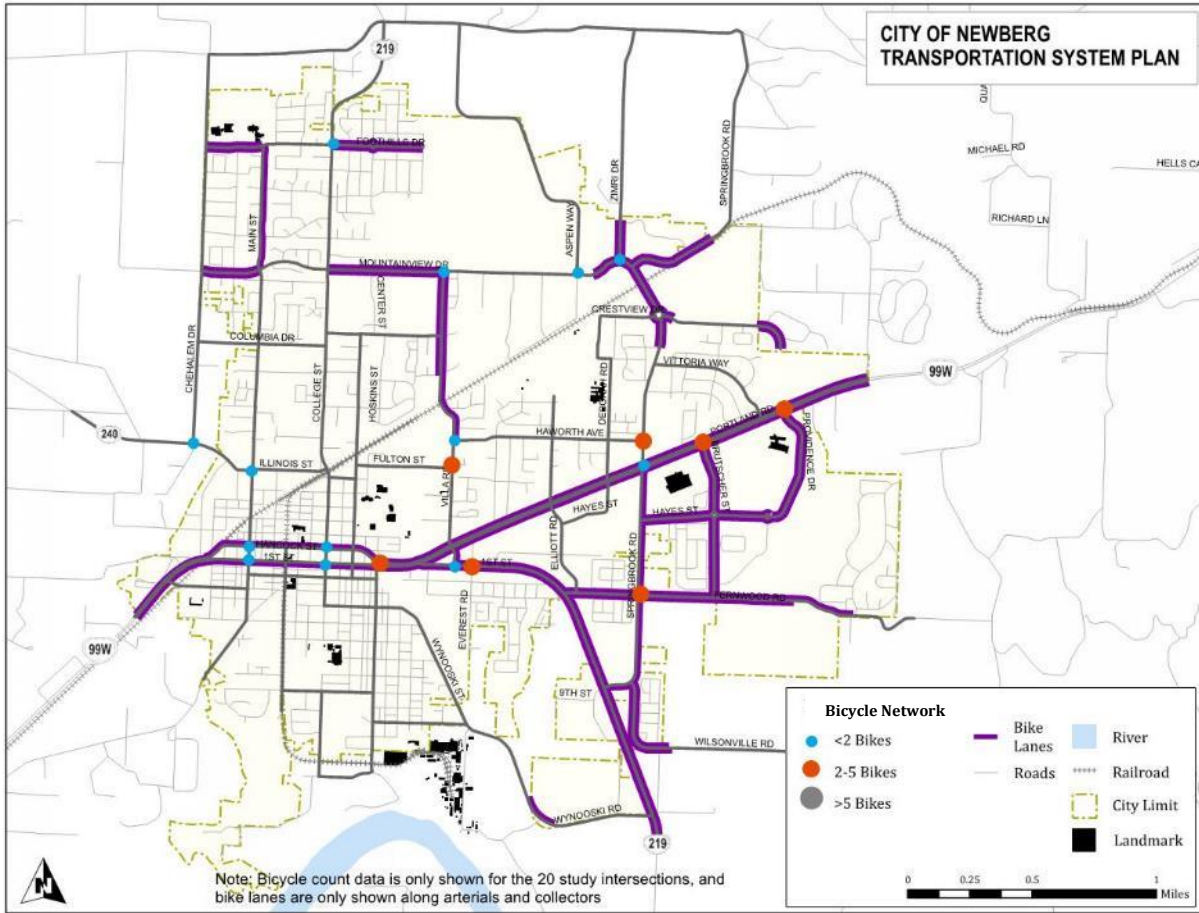 CITY OF NEWBERG
TRANSPORTATION SYSTEM PLAN
219
FOOTHILLS DR
MAIN ST
ZIMRI DR
SPRINGBROOK RD
ASPEN WAY
MICHAEL RD
HELLS CA
RICHARD LN
QUA
MOUNTAINVIEW DR
CENTER ST
CRESTVIEW
COLUMBIA DR
CHEHALEM DR
COLLEGE ST
HOSKINS ST
VITTORIA WAY
DEBORAH RD
99W
PORTLAND RD
PROVIDENCE DR
240
HAWORTH AVE
ILLINOIS ST
FULTON ST
VILLA RD
BRUTSCHER ST
HAYES ST
HAYES ST
ELLIOTT RD
HANCOCK ST
1ST ST
1ST ST
SPRINGBROOK RD
FERNWOOD RD
EVEREST RD
99W
WYNOOSKI ST
9TH ST
WILSONVILLE RD
WYNOOSKI RD
219
Bicycle Network
<2 Bikes
2-5 Bikes
>5 Bikes
Bike
Lanes
Roads
River
Railroad
City Limit
Landmark
N
Note: Bicycle count data is only shown for the 20 study intersections, and
bike lanes are only shown along arterials and collectors
0 0.25 0.5 1
Miles